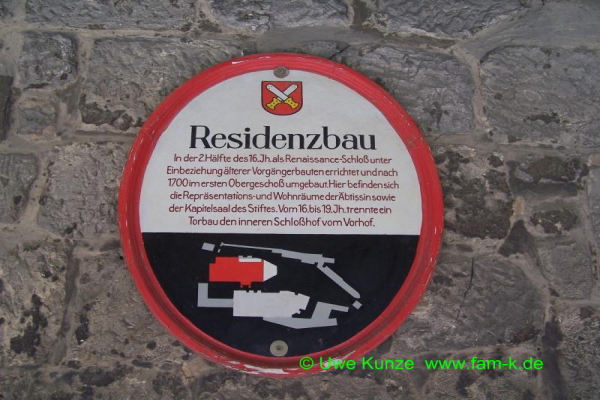 Residenzbau
In der 2. Hälfte des 16. Jh. als Renaissance-Schloß unter
Einbeziehung älterer Vorgängerbauten errichtet und nach
1700 im ersten Obergeschoß umgebaut. Hier befinden sich
die Repräsentations- und Wohnräume der Äbtissin sowie
der Kapitelsaal des Stiftes. Vom 16. bis 19. Jh. trennte ein
Torbau den inneren Schloßhof vom Vorhof.
© Uwe Kunze www.fam-k.de